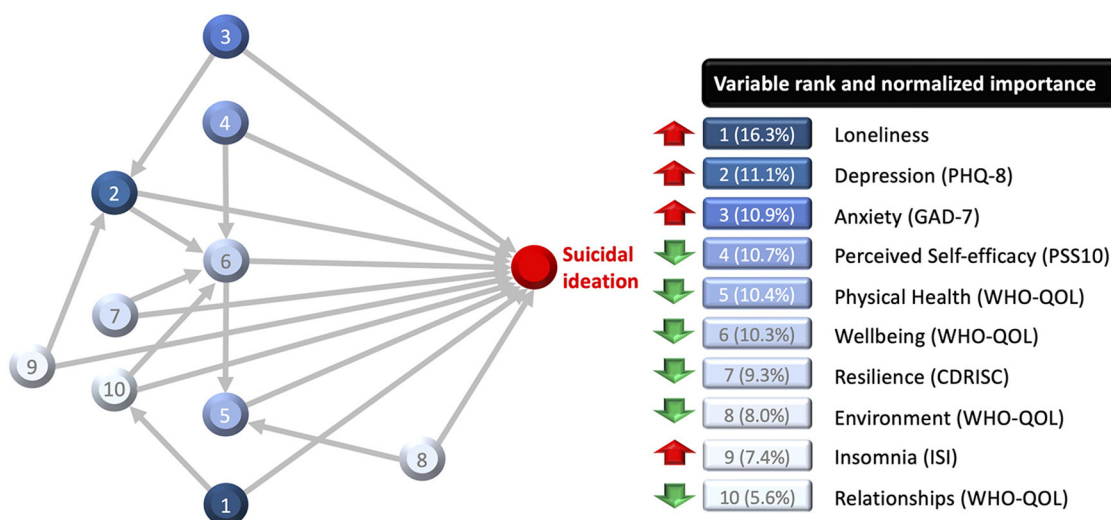 3
4
2
6
Suicidal
ideation
7
9
10
5
8
1
Variable rank and normalized importance
1 (16.3%) Loneliness
2 (11.1%) Depression (PHQ-8)
3 (10.9%) Anxiety (GAD-7)
4 (10.7%) Perceived Self-efficacy (PSS10)
5 (10.4%) Physical Health (WHO-QOL)
6 (10.3%) Wellbeing (WHO-QOL)
7 (9.3%) Resilience (CDRISC)
8 (8.0%) Environment (WHO-QOL)
9 (7.4%) Insomnia (ISI)
10 (5.6%) Relationships (WHO-QOL)